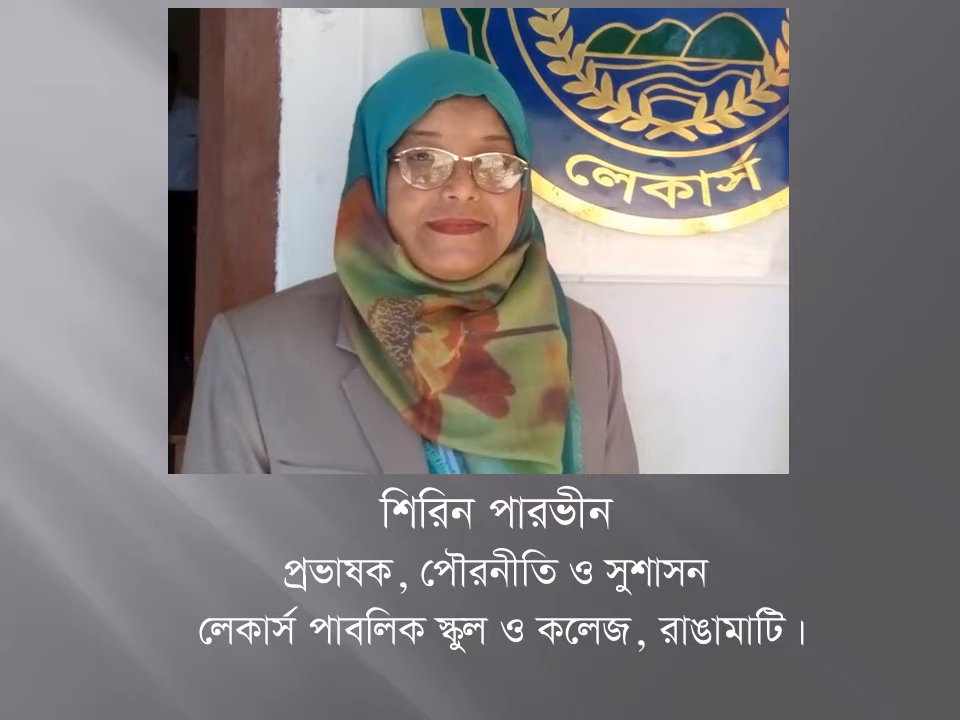 লেকার্স
শিরিন পারভীন
প্রভাষক, পৌরনীতি ও সুশাসন
লেকার্স পাবলিক স্কুল ও কলেজ, রাঙামাটি।